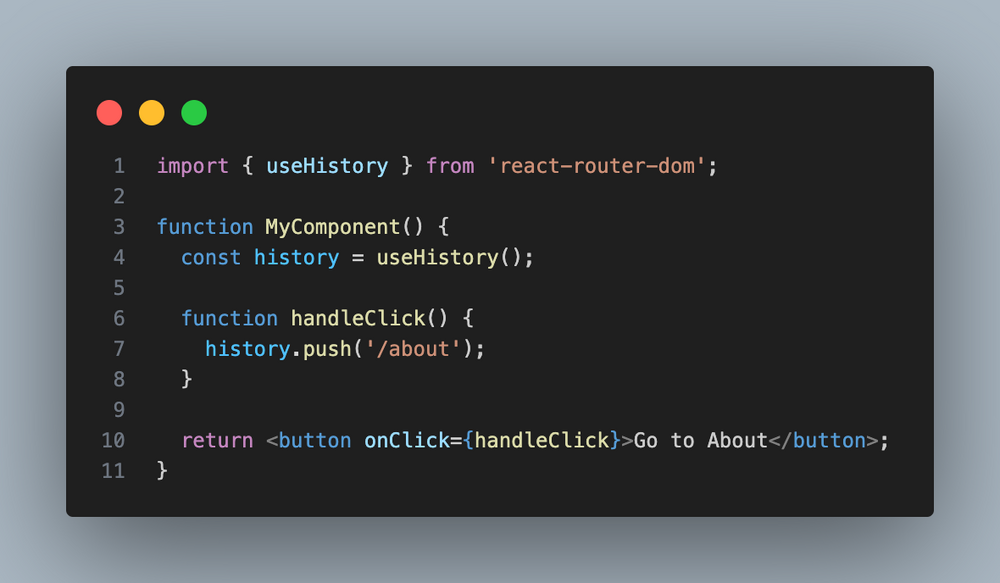 1 import { useHistory } from 'react-router-dom';
2
3 function MyComponent() {
4   const history = useHistory();
5
6   function handleClick() {
7     history.push('/about');
8   }
9
10   return <button onClick={handleClick}>Go to About</button>;
11 }